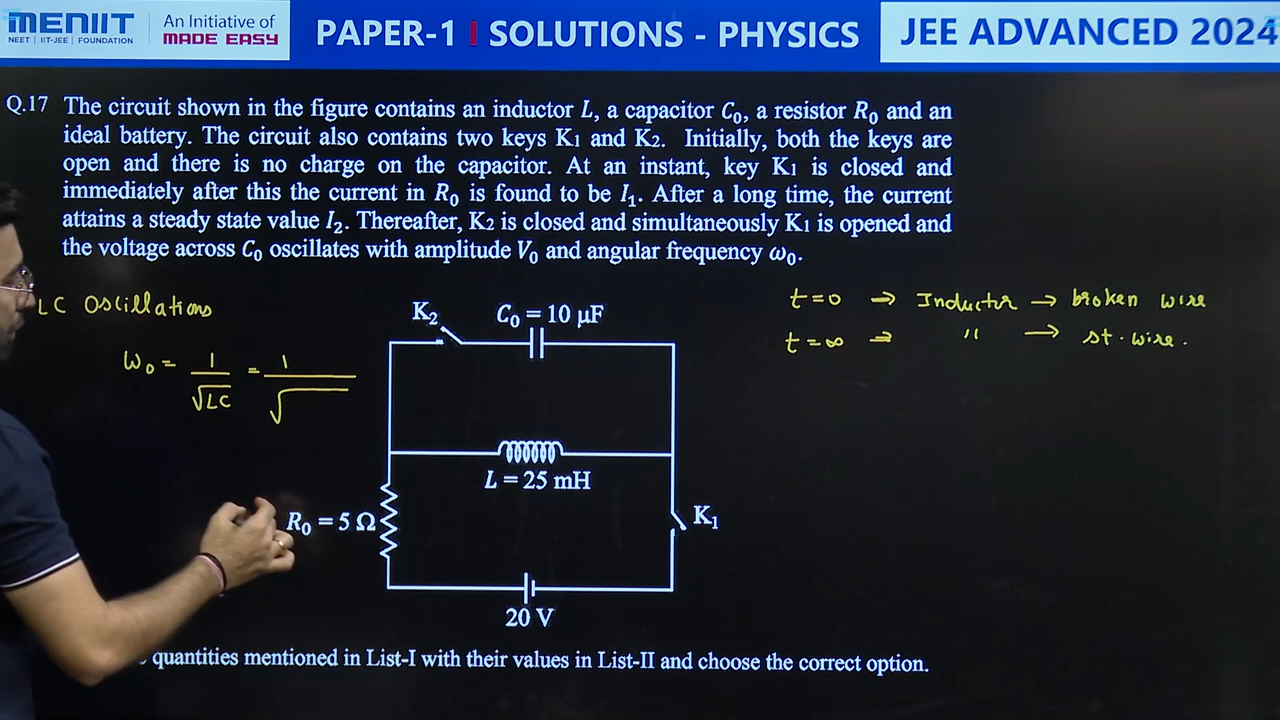 MENIIT
NEET | IIT-JEE | FOUNDATION
An Initiative of
MADE EASY
PAPER-1 | SOLUTIONS - PHYSICS
JEE ADVANCED 2024
Q.17 The circuit shown in the figure contains an inductor L, a capacitor C₀, a resistor R₀ and an
ideal battery. The circuit also contains two keys K₁ and K₂. Initially, both the keys are
open and there is no charge on the capacitor. At an instant, key K₁ is closed and
immediately after this the current in R₀ is found to be I₁. After a long time, the current
attains a steady state value I₂. Thereafter, K₂ is closed and simultaneously K₁ is opened and
the voltage across C₀ oscillates with amplitude V₀ and angular frequency ω₀.
LC Oscillations
ω₀ = 1/√LC = 1/√
t=0 → Inductor → broken wire
t=∞ → " → st. wire.
K₂
C₀ = 10 μF
L = 25 mH
R₀ = 5 Ω
K₁
20 V
quantities mentioned in List-I with their values in List-II and choose the correct option.